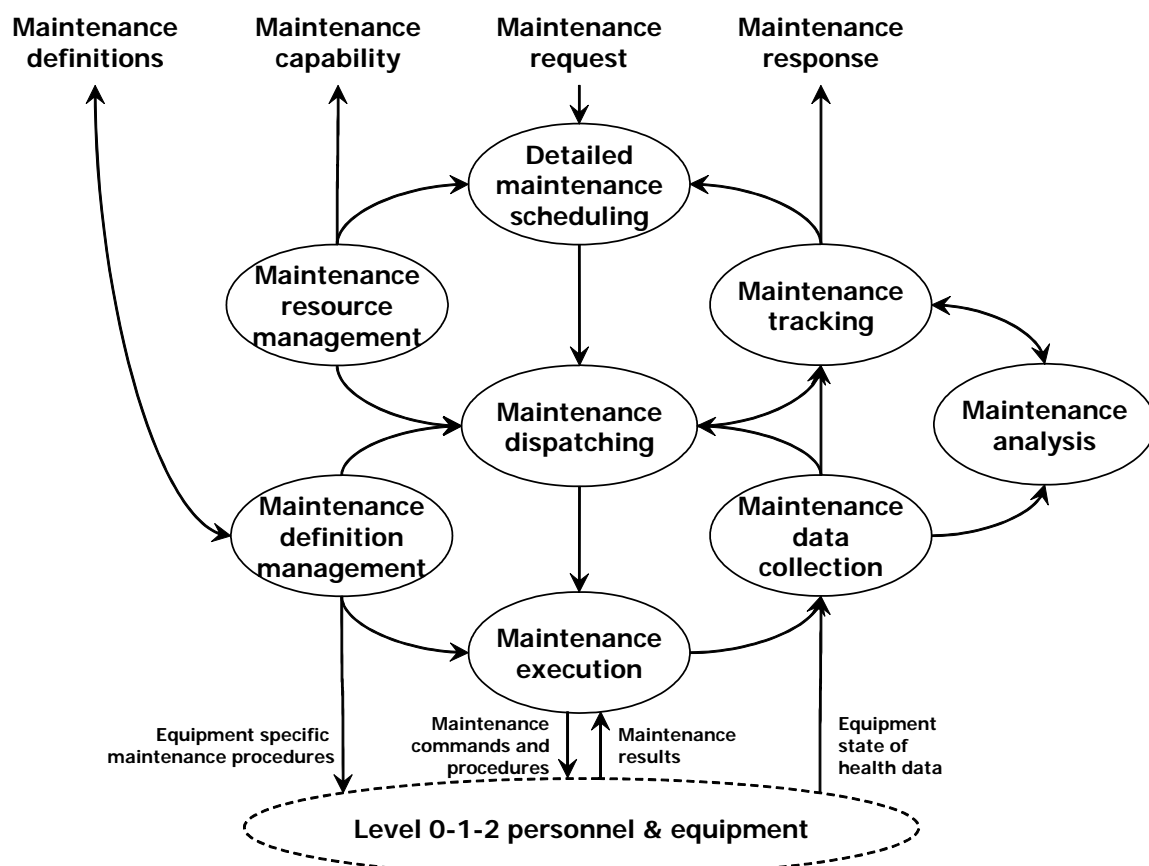 Maintenance
definitions
Maintenance
capability
Maintenance
request
Maintenance
response
Detailed
maintenance
scheduling
Maintenance
resource
management
Maintenance
tracking
Maintenance
dispatching
Maintenance
analysis
Maintenance
definition
management
Maintenance
data
collection
Maintenance
execution
Equipment specific
maintenance procedures
Maintenance
commands and
procedures
Maintenance
results
Equipment
state of
health data
Level 0-1-2 personnel & equipment